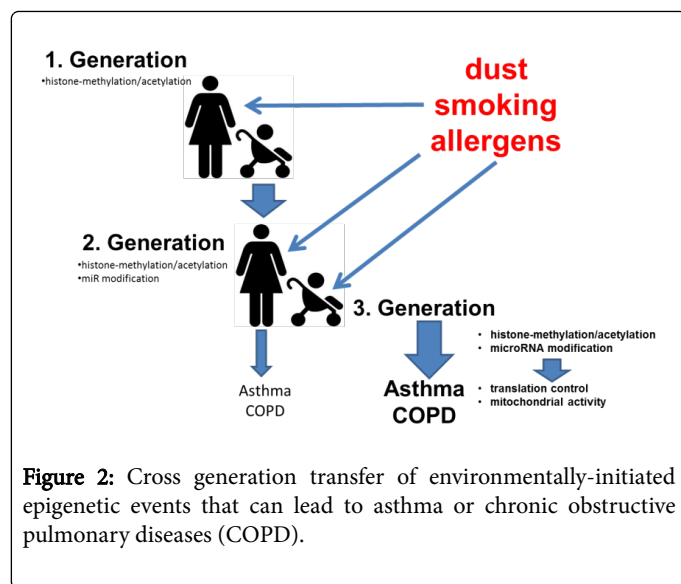 1. Generation
•histone-methylation/acetylation
dust
smoking
allergens
2. Generation
•histone-methylation/acetylation
•miR modification
3. Generation
• histone-methylation/acetylation
• microRNA modification
Asthma
COPD
Asthma
COPD
• translation control
• mitochondrial activity
Figure 2: Cross generation transfer of environmentally-initiated
epigenetic events that can lead to asthma or chronic obstructive
pulmonary diseases (COPD).